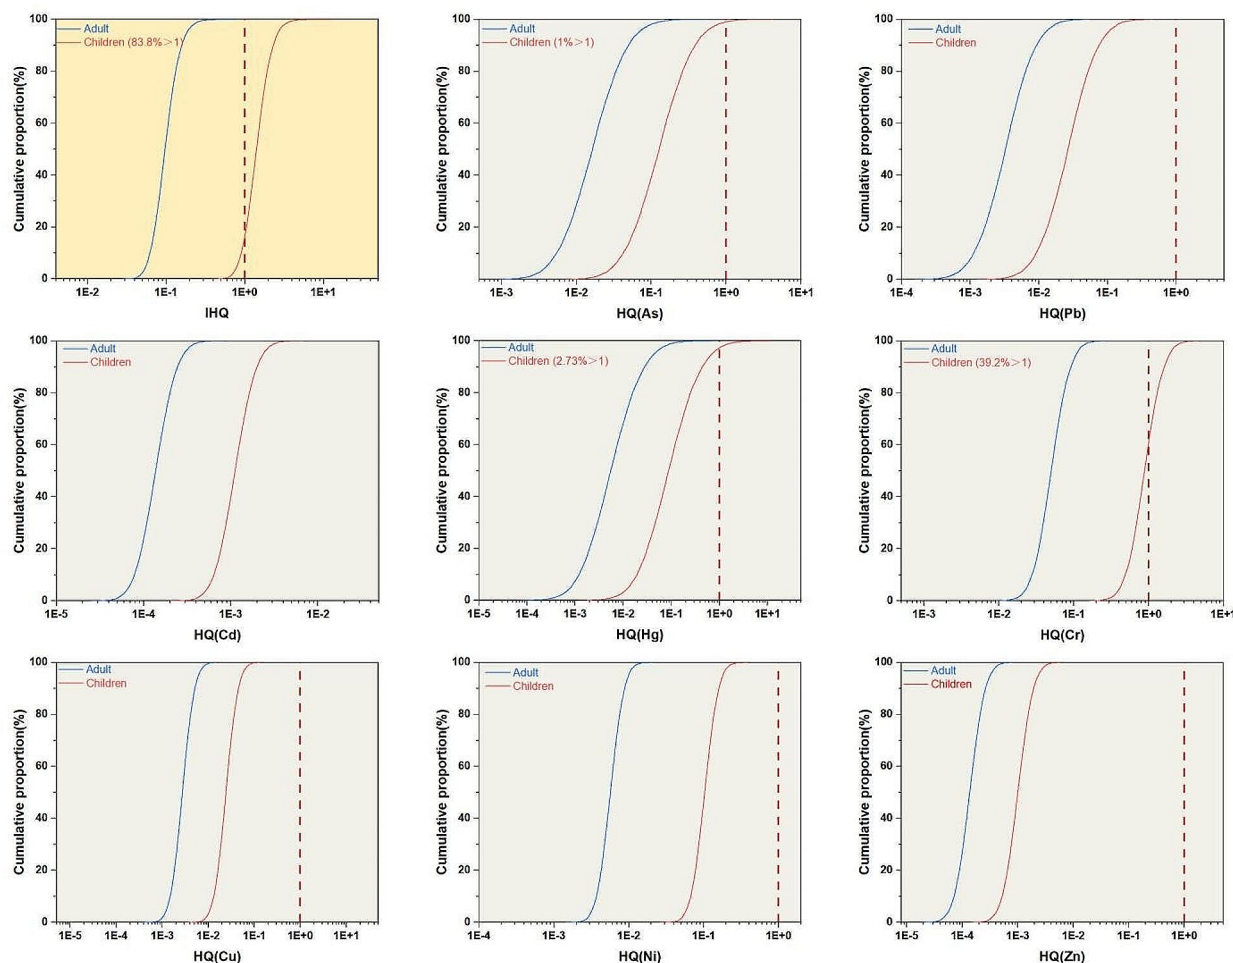 100
80
60
40
20
0
Cumulative proportion(%)
Adult
Children (83.8%>1)
1E-2
1E-1
1E+0
1E+1
IHQ
100
80
60
40
20
0
Cumulative proportion(%)
Adult
Children (1%>1)
1E-3
1E-2
1E-1
1E+0
1E+1
HQ(As)
100
80
60
40
20
0
Cumulative proportion(%)
Adult
Children
1E-4
1E-3
1E-2
1E-1
1E+0
HQ(Pb)
100
80
60
40
20
0
Cumulative proportion(%)
Adult
Children
1E-5
1E-4
1E-3
1E-2
HQ(Cd)
100
80
60
40
20
0
Cumulative proportion(%)
Adult
Children (2.73%>1)
1E-5
1E-4
1E-3
1E-2
1E-1
1E+0
1E+1
HQ(Hg)
100
80
60
40
20
0
Cumulative proportion(%)
Adult
Children (39.2%>1)
1E-3
1E-2
1E-1
1E+0
1E+1
HQ(Cr)
100
80
60
40
20
0
Cumulative proportion(%)
Adult
Children
1E-5
1E-4
1E-3
1E-2
1E-1
1E+0
1E+1
HQ(Cu)
100
80
60
40
20
0
Cumulative proportion(%)
Adult
Children
1E-4
1E-3
1E-2
1E-1
1E+0
HQ(Ni)
100
80
60
40
20
0
Cumulative proportion(%)
Adult
Children
1E-5
1E-4
1E-3
1E-2
1E-1
1E+0
HQ(Zn)